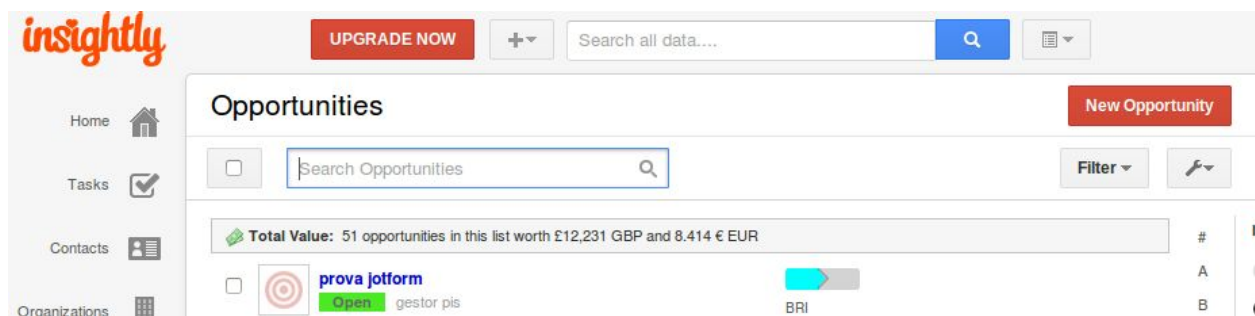 insightly
UPGRADE NOW
Search all data....
Home
Opportunities
New Opportunity
Tasks
Search Opportunities
Filter
Contacts
Total Value: 51 opportunities in this list worth £12,231 GBP and 8.414 € EUR
#
prova jotform
A
Open gestor pis
Organizations
BRI
B